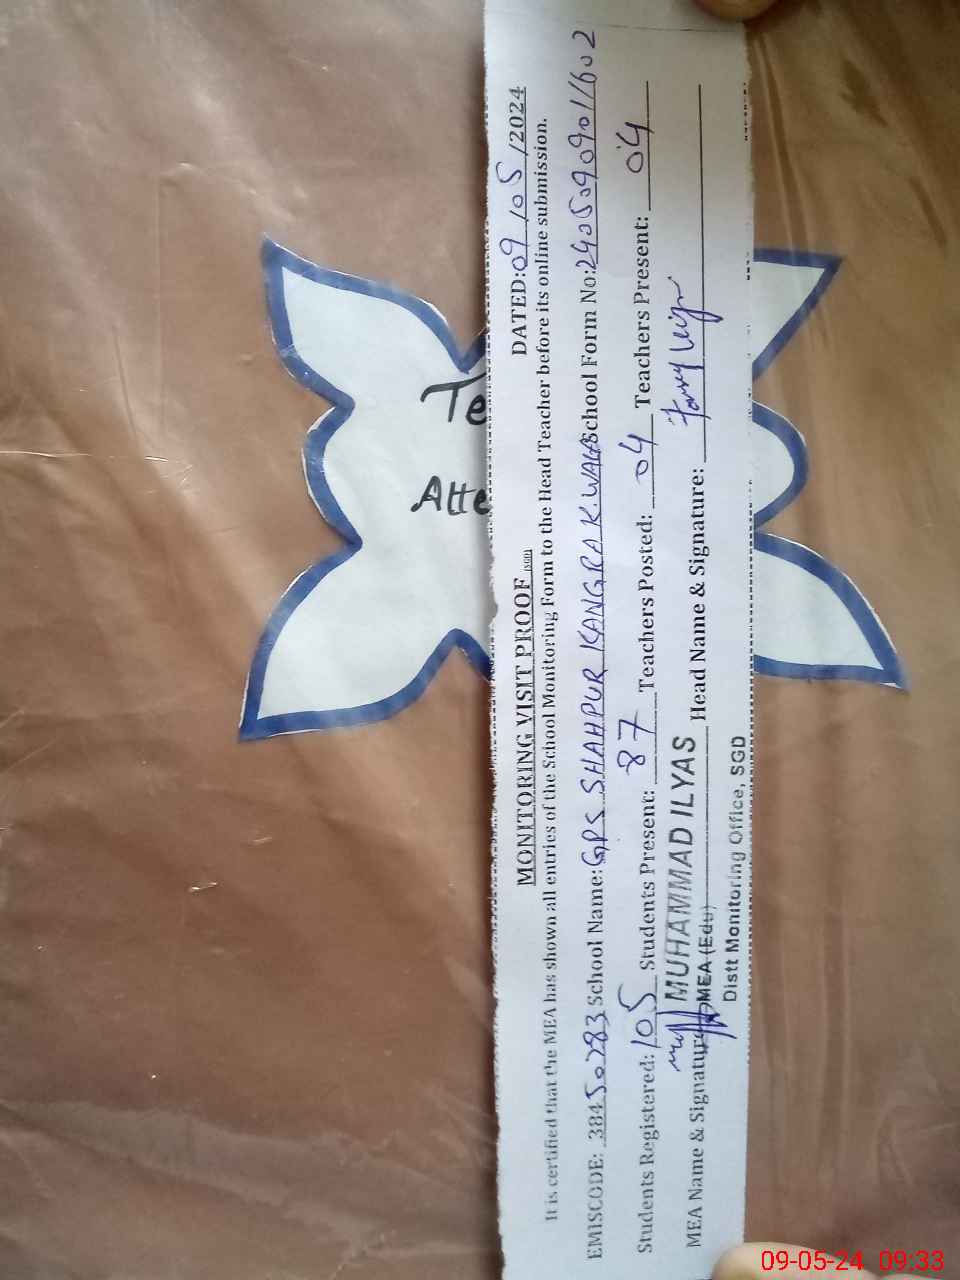 MONITORING VISIT PROOF (SGD)
DATED: 09/05/2024
It is certified that the MEA has shown all entries of the School Monitoring Form to the Head Teacher before its online submission.
EMISCODE: 38450283 School Name: GPS SHAHPUR KANGRA K.WALA School Form No: 24050909011602
Students Registered: 105 Students Present: 87 Teachers Posted: 04 Teachers Present: 04
MUHAMMAD ILYAS
MEA Name & Signature: MEA (Edu) Head Name & Signature:
Distt Monitoring Office, SGD
Te
Atte
09-05-24 09:33